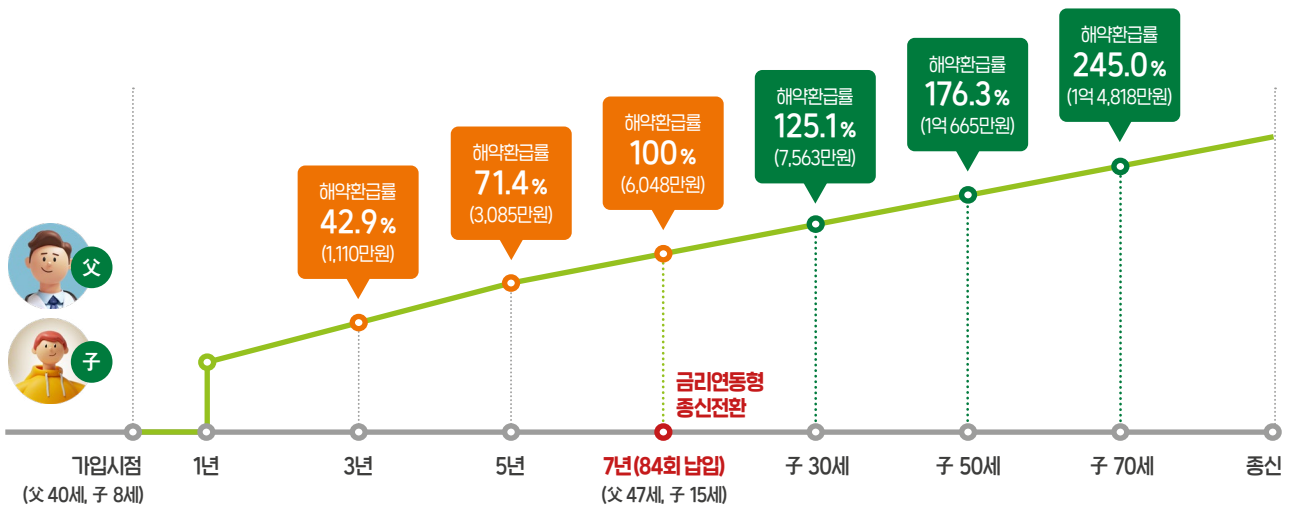 해약환급률
245.0%
(1억 4,818만원)
해약환급률
176.3%
(1억 665만원)
해약환급률
125.1%
(7,563만원)
해약환급률
100%
(6,048만원)
해약환급률
71.4%
(3,085만원)
해약환급률
42.9%
(1,110만원)
父
子
금리연동형
종신전환
가입시점
(父 40세, 子 8세)
1년
3년
5년
7년(84회 납입)
(父 47세, 子 15세)
子 30세
子 50세
子 70세
종신